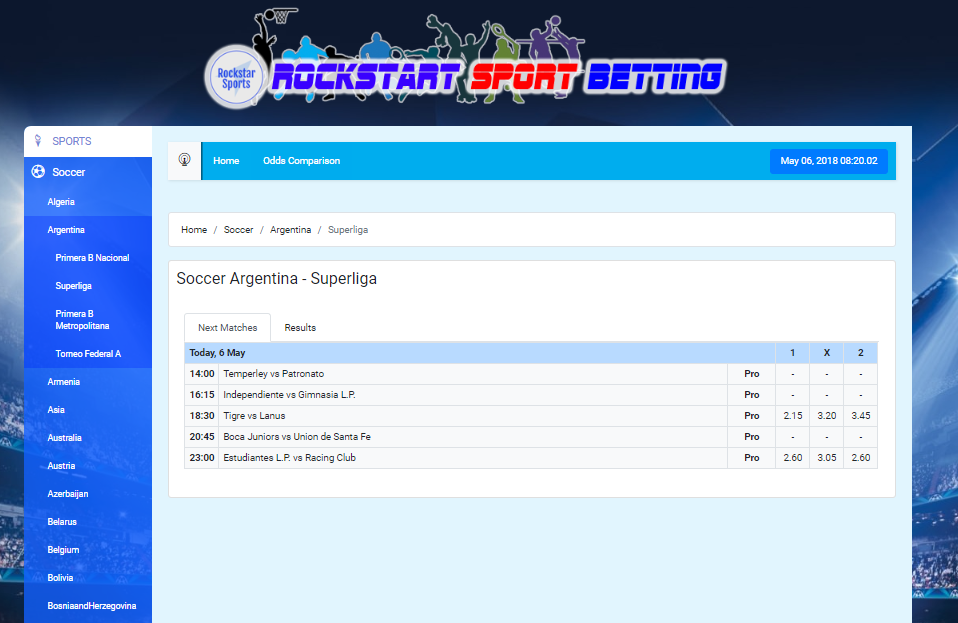 Rockstar
Sports
ROCKSTART SPORT BETTING
SPORTS
Soccer
Algeria
Argentina
Primera B Nacional
Superliga
Primera B
Metropolitana
Torneo Federal A
Armenia
Asia
Australia
Austria
Azerbaijan
Belarus
Belgium
Bolivia
BosniaandHerzegovina
Home Odds Comparison May 06, 2018 08:20.02
Home / Soccer / Argentina / Superliga
Soccer Argentina - Superliga
Next Matches Results
Today, 6 May 1 X 2
14:00 Temperley vs Patronato Pro - - -
16:15 Independiente vs Gimnasia L.P. Pro - - -
18:30 Tigre vs Lanus Pro 2.15 3.20 3.45
20:45 Boca Juniors vs Union de Santa Fe Pro - - -
23:00 Estudiantes L.P. vs Racing Club Pro 2.60 3.05 2.60